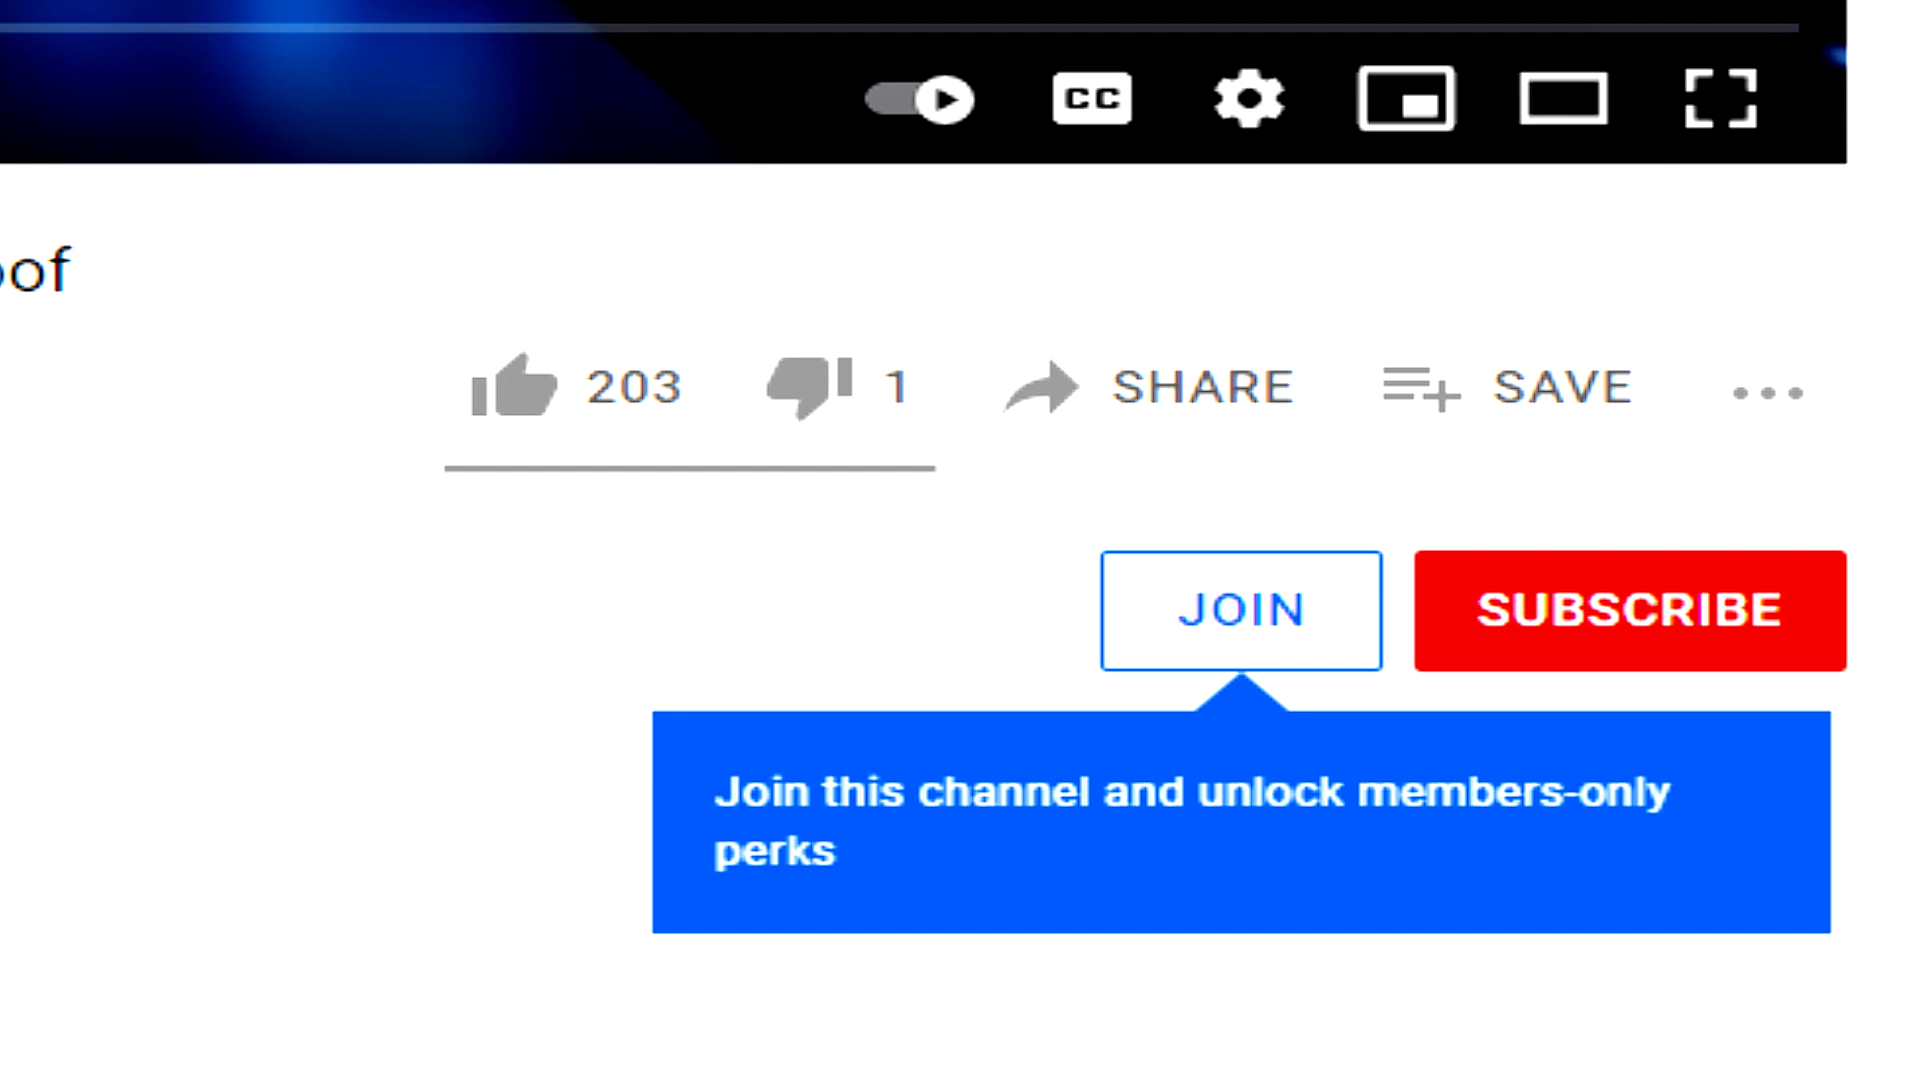 CC
oof
203 1 SHARE SAVE
JOIN SUBSCRIBE
Join this channel and unlock members-only
perks